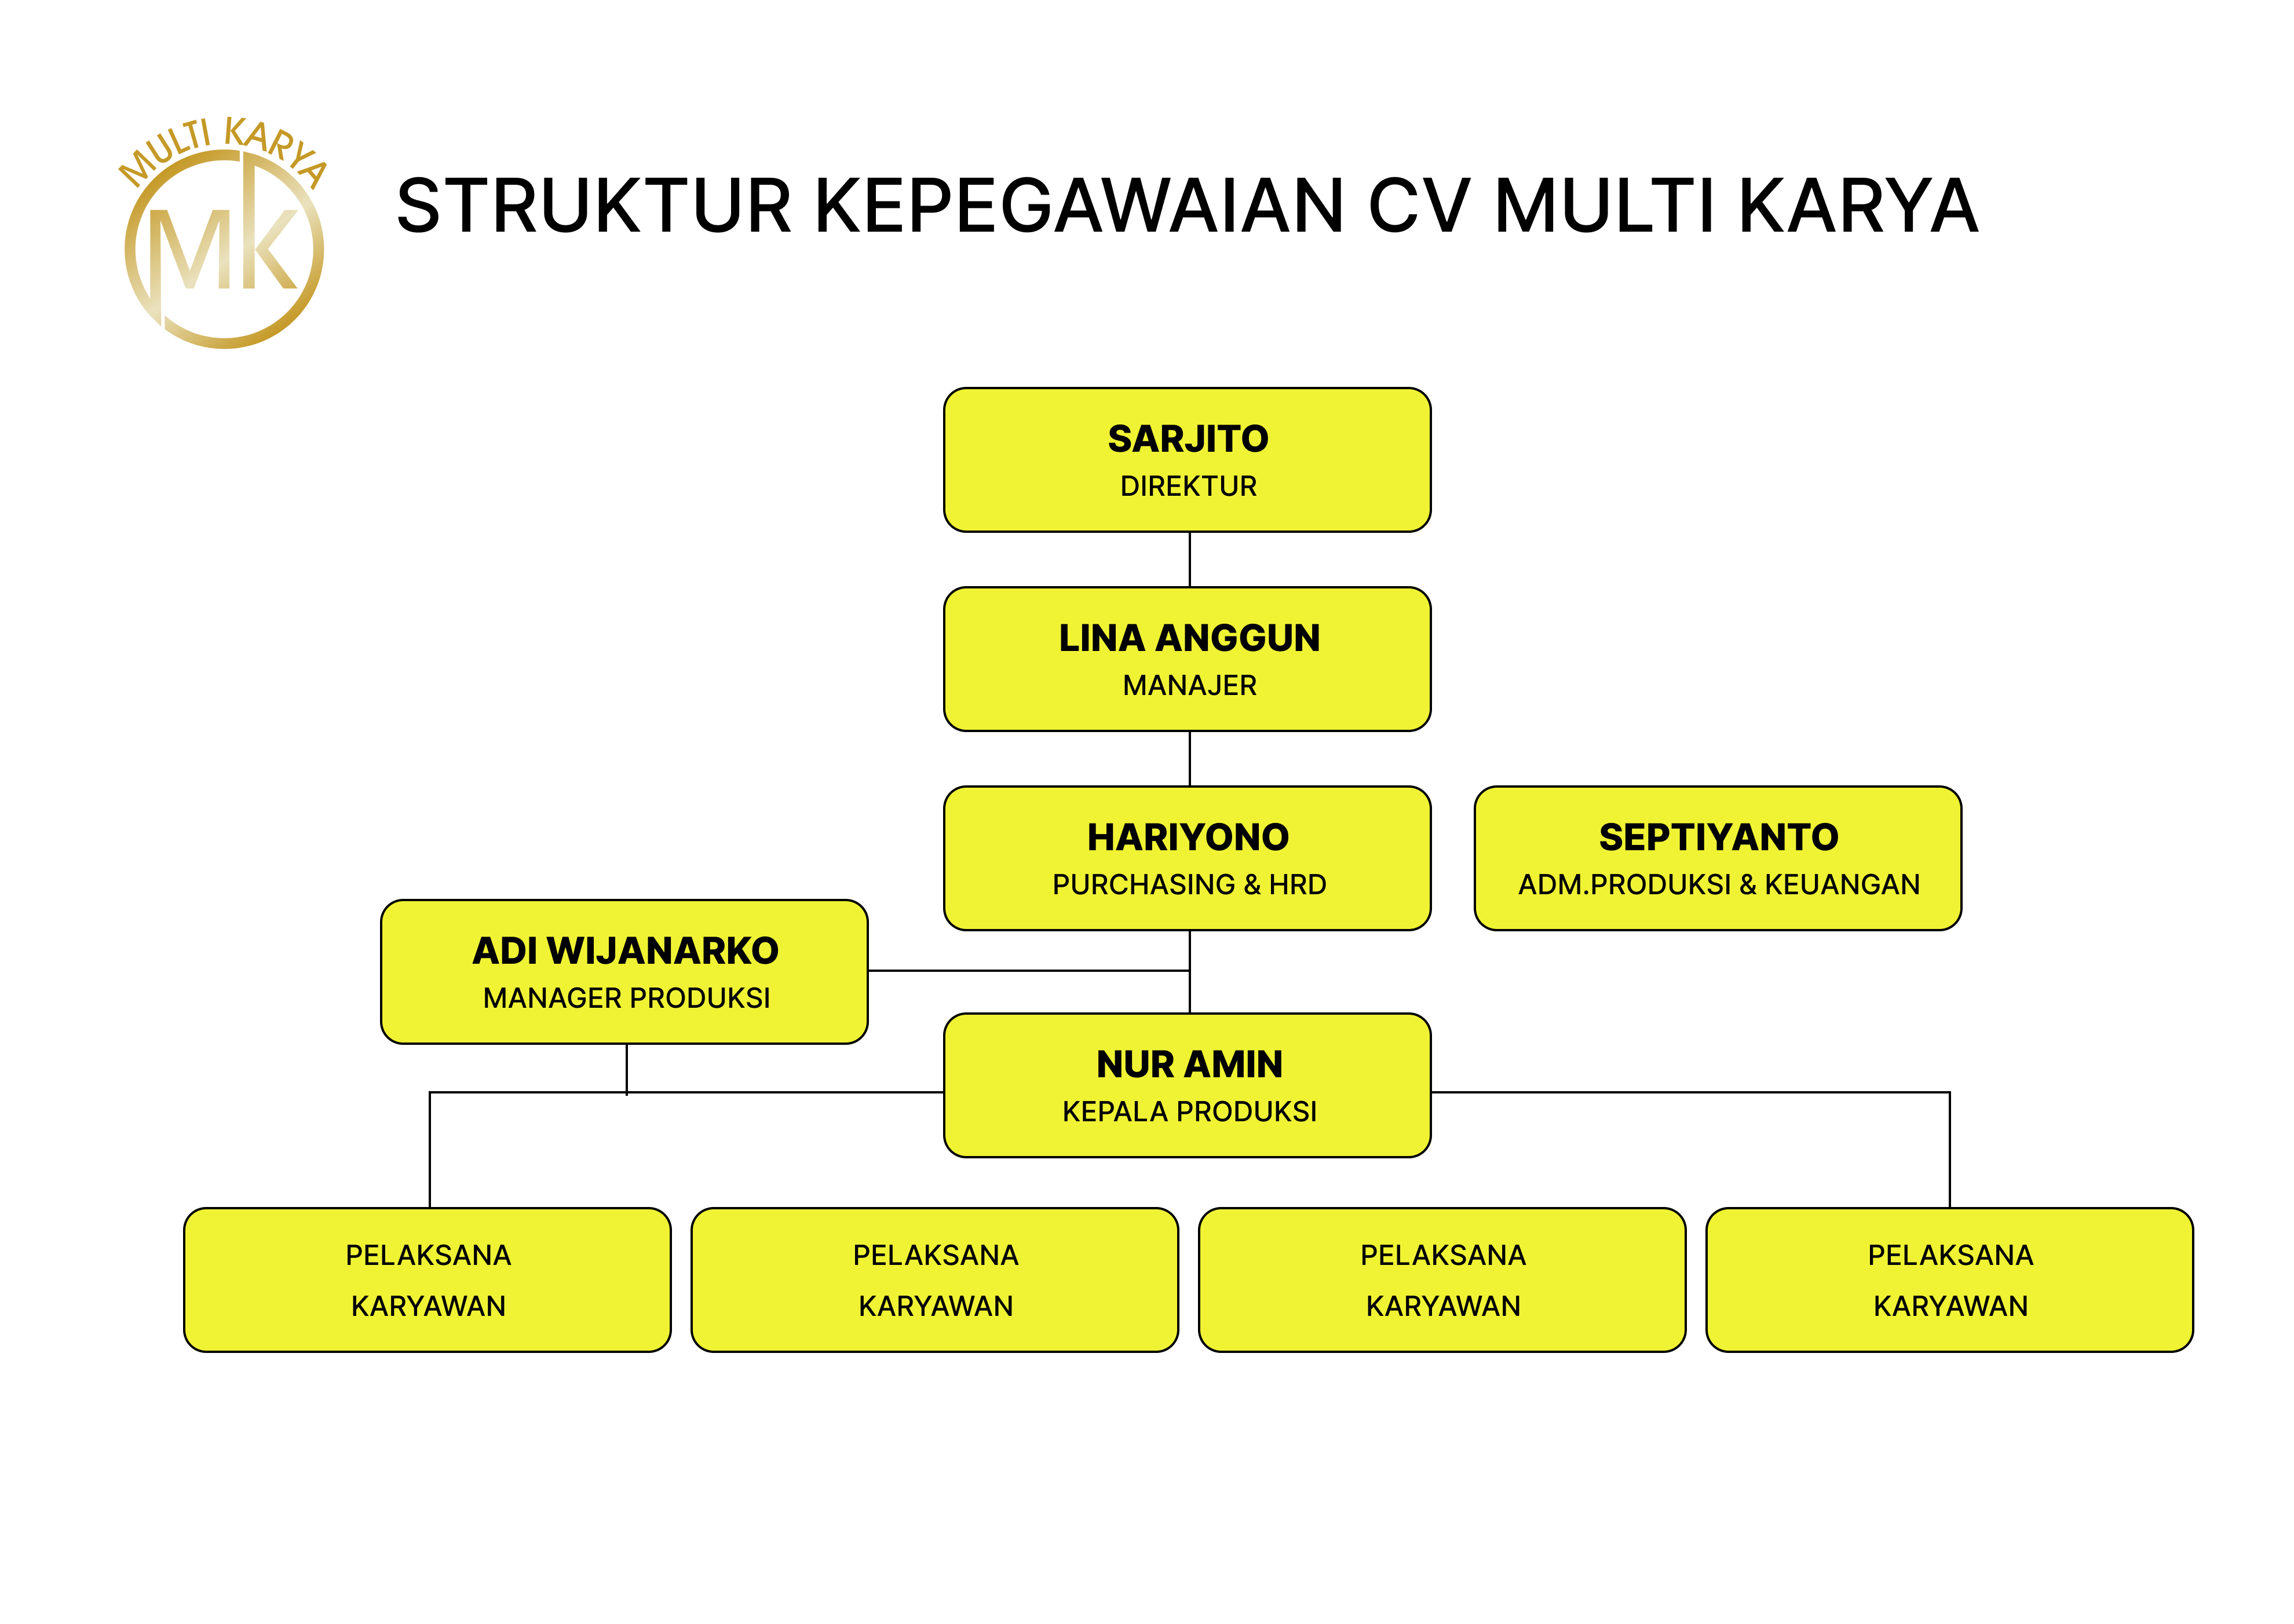 MULTI KARYA
MK
STRUKTUR KEPEGAWAIAN CV MULTI KARYA
SARJITO
DIREKTUR
LINA ANGGUN
MANAJER
HARIYONO
PURCHASING & HRD
SEPTIYANTO
ADM.PRODUKSI & KEUANGAN
ADI WIJANARKO
MANAGER PRODUKSI
NUR AMIN
KEPALA PRODUKSI
PELAKSANA
KARYAWAN
PELAKSANA
KARYAWAN
PELAKSANA
KARYAWAN
PELAKSANA
KARYAWAN